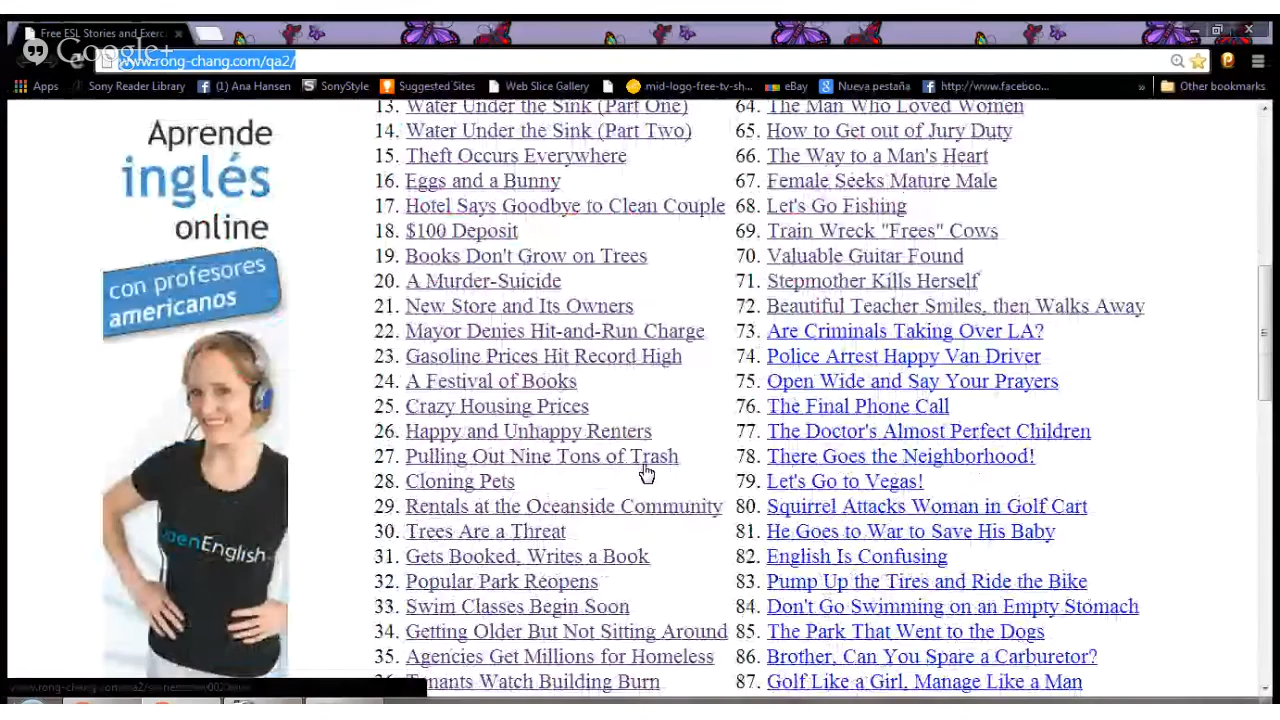 Free ESL Stories and Exerc
Google+
www.rong-chang.com/qa2/
Apps
Sony Reader Library
(1) Ana Hansen
SonyStyle
Suggested Sites
Web Slice Gallery
mid-logo-free-tv-sh...
eBay
Nueva pestaña
http://www.faceboo...
»
Other bookmarks
Aprende
inglés
online
con profesores
americanos
OpenEnglish
13. Water Under the Sink (Part One)
14. Water Under the Sink (Part Two)
15. Theft Occurs Everywhere
16. Eggs and a Bunny
17. Hotel Says Goodbye to Clean Couple
18. $100 Deposit
19. Books Don't Grow on Trees
20. A Murder-Suicide
21. New Store and Its Owners
22. Mayor Denies Hit-and-Run Charge
23. Gasoline Prices Hit Record High
24. A Festival of Books
25. Crazy Housing Prices
26. Happy and Unhappy Renters
27. Pulling Out Nine Tons of Trash
28. Cloning Pets
29. Rentals at the Oceanside Community
30. Trees Are a Threat
31. Gets Booked, Writes a Book
32. Popular Park Reopens
33. Swim Classes Begin Soon
34. Getting Older But Not Sitting Around
35. Agencies Get Millions for Homeless
36. Tenants Watch Building Burn
64. The Man Who Loved Women
65. How to Get out of Jury Duty
66. The Way to a Man's Heart
67. Female Seeks Mature Male
68. Let's Go Fishing
69. Train Wreck "Frees" Cows
70. Valuable Guitar Found
71. Stepmother Kills Herself
72. Beautiful Teacher Smiles, then Walks Away
73. Are Criminals Taking Over LA?
74. Police Arrest Happy Van Driver
75. Open Wide and Say Your Prayers
76. The Final Phone Call
77. The Doctor's Almost Perfect Children
78. There Goes the Neighborhood!
79. Let's Go to Vegas!
80. Squirrel Attacks Woman in Golf Cart
81. He Goes to War to Save His Baby
82. English Is Confusing
83. Pump Up the Tires and Ride the Bike
84. Don't Go Swimming on an Empty Stomach
85. The Park That Went to the Dogs
86. Brother, Can You Spare a Carburetor?
87. Golf Like a Girl, Manage Like a Man